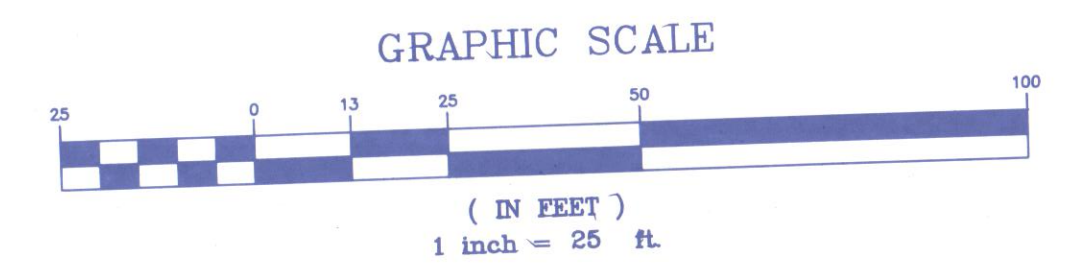 GRAPHIC SCALE
25 0 13 25 50 100
( IN FEET )
1 inch = 25 ft.